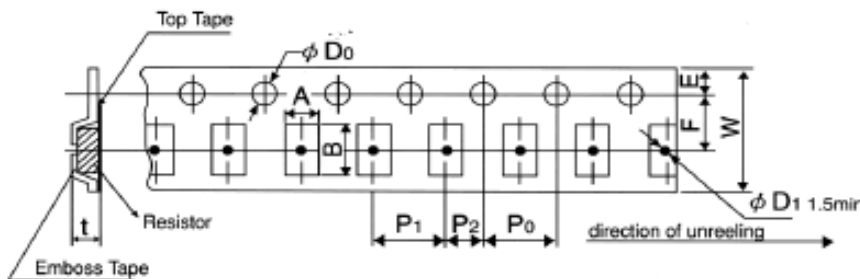 Top Tape
φ D0
A
B
E
F
W
t
Resistor
Emboss Tape
P1
P2
P0
φ D1 1.5min
direction of unreeling